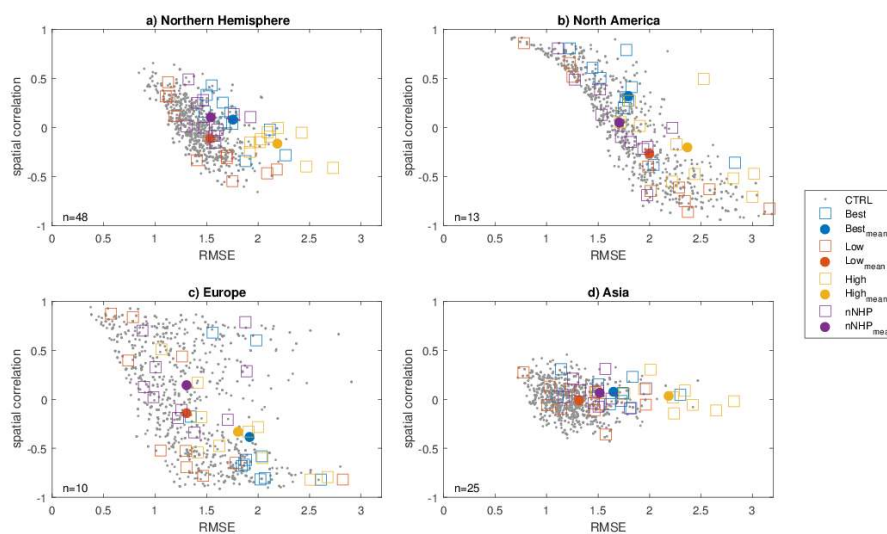 a) Northern Hemisphere
1
0.5
0
-0.5
-1
spatial correlation
n=48
0 0.5 1 1.5 2 2.5 3
RMSE
b) North America
1
0.5
0
-0.5
-1
spatial correlation
n=13
0 0.5 1 1.5 2 2.5 3
RMSE
c) Europe
1
0.5
0
-0.5
-1
spatial correlation
n=10
0 0.5 1 1.5 2 2.5 3
RMSE
d) Asia
1
0.5
0
-0.5
-1
spatial correlation
n=25
0 0.5 1 1.5 2 2.5 3
RMSE
CTRL
Best
Best mean
Low
Low mean
High
High mean
nNHP
nNHP mea